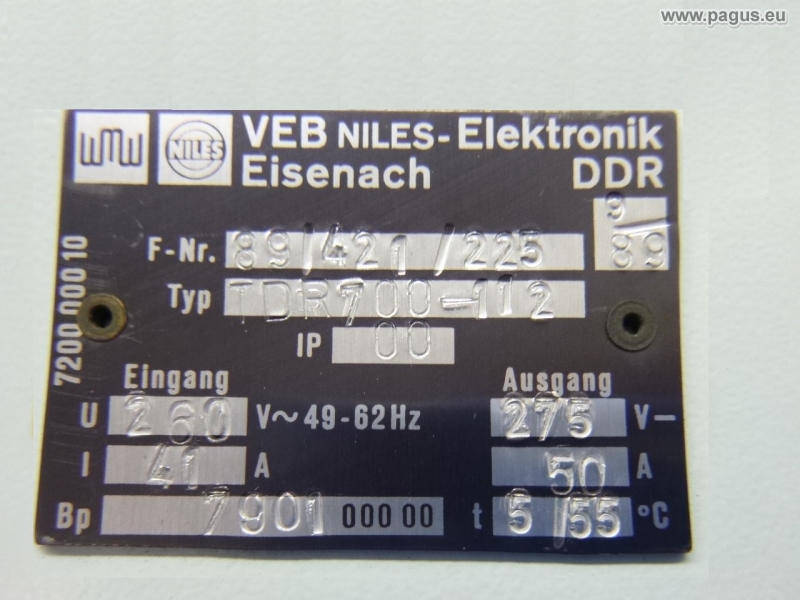 www.pagus.eu
WMW NILES VEB NILES-Elektronik
Eisenach DDR
9/89
F-Nr. 89/421/225
Typ TDR700-112
IP 00
7200 000 10
Eingang Ausgang
U 260 V~ 49-62Hz 275 V–
I 41 A 50 A
Bp 7901 000 00 t 5/55 °C